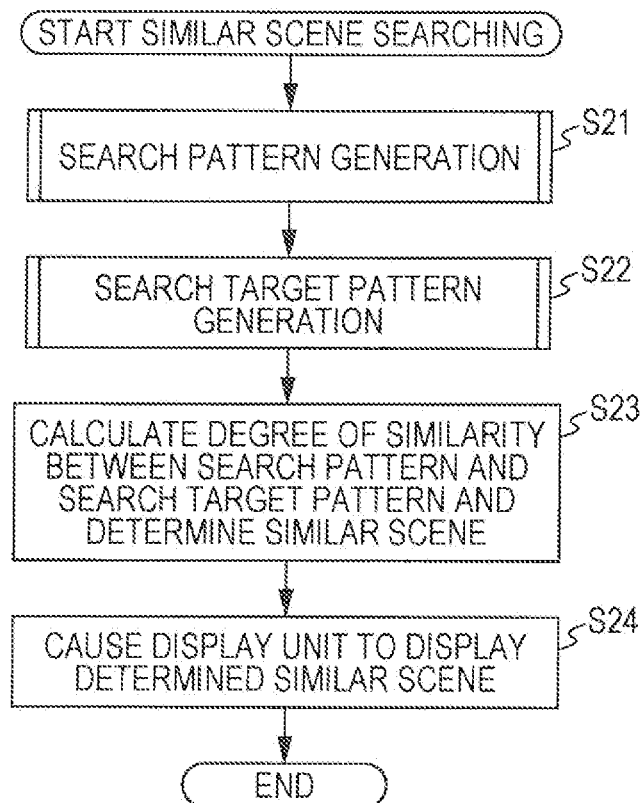 START SIMILAR SCENE SEARCHING
S21
SEARCH PATTERN GENERATION
S22
SEARCH TARGET PATTERN
GENERATION
S23
CALCULATE DEGREE OF SIMILARITY
BETWEEN SEARCH PATTERN AND
SEARCH TARGET PATTERN AND
DETERMINE SIMILAR SCENE
S24
CAUSE DISPLAY UNIT TO DISPLAY
DETERMINED SIMILAR SCENE
END